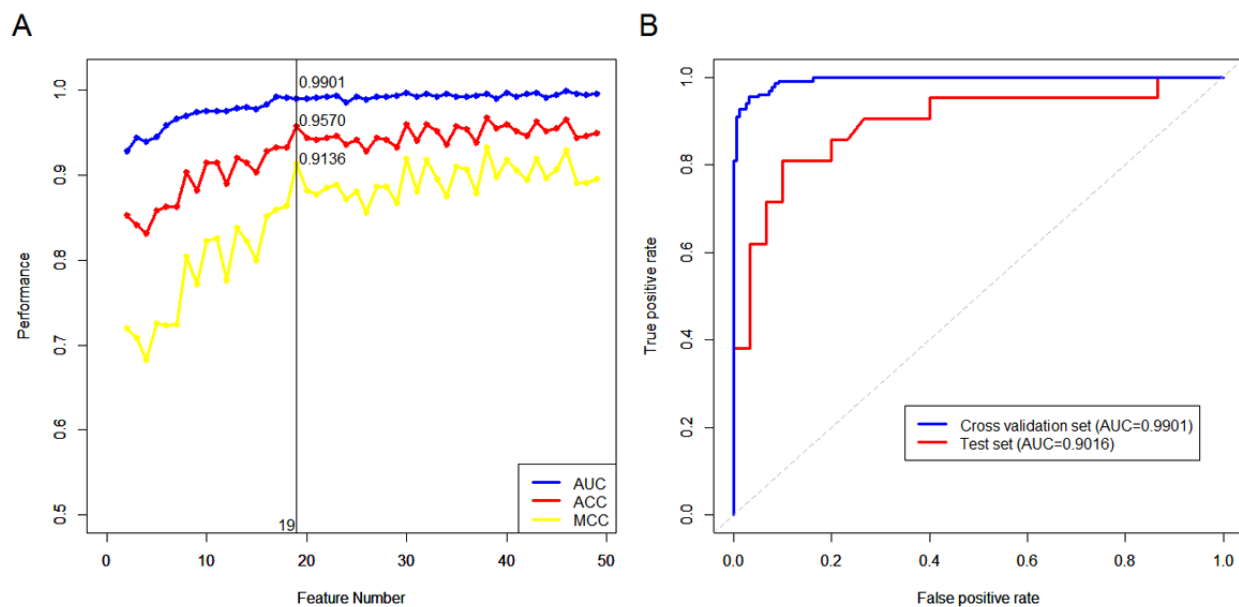 A
B
1.0
0.9
0.8
0.7
0.6
0.5
Performance
0.9901
0.9570
0.9136
19
AUC
ACC
MCC
0 10 20 30 40 50
Feature Number
1.0
0.8
0.6
0.4
0.2
0.0
True positive rate
Cross validation set (AUC=0.9901)
Test set (AUC=0.9016)
0.0 0.2 0.4 0.6 0.8 1.0
False positive rate